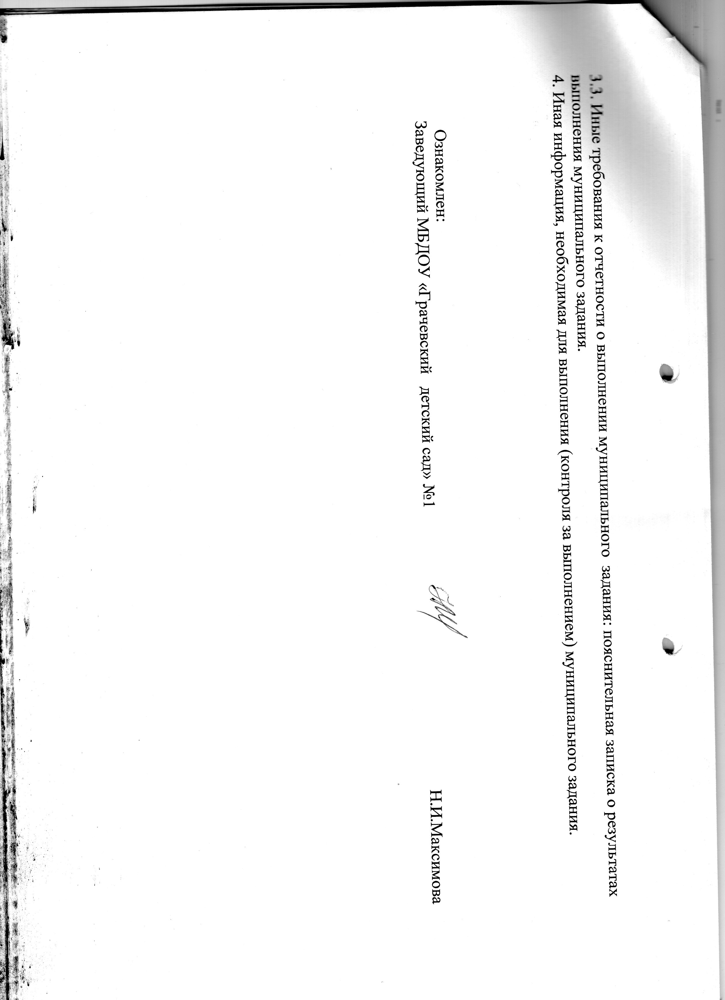 3.3. Иные требования к отчетности о выполнении муниципального задания: пояснительная записка о результатах
выполнения муниципального задания.
4. Иная информация, необходимая для выполнения (контроля за выполнением) муниципального задания.
Ознакомлен:
Заведующий МБДОУ «Грачевский детский сад» №1 Н.И.Максимова